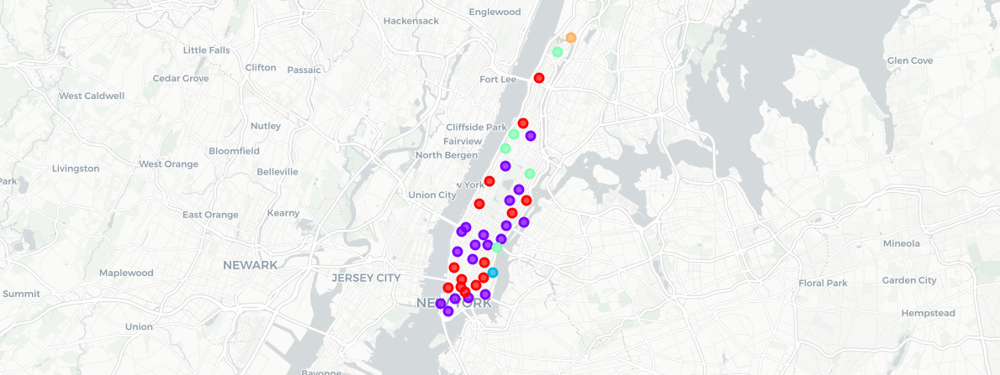 Englewood
Hackensack
Little Falls
Glen Cove
Clifton
Passaic
Cedar Grove
Fort Lee
West Caldwell
Nutley
Cliffside Park
Fairview
Bloomfield
North Bergen
West Orange
Livingston
Belleville
Park
w York
Union City
East Orange
Kearny
Mineola
NEWARK
Maplewood
JERSEY CITY
Garden City
Floral Park
Summit
NEW YORK
Hempstead
Union
Bayonne